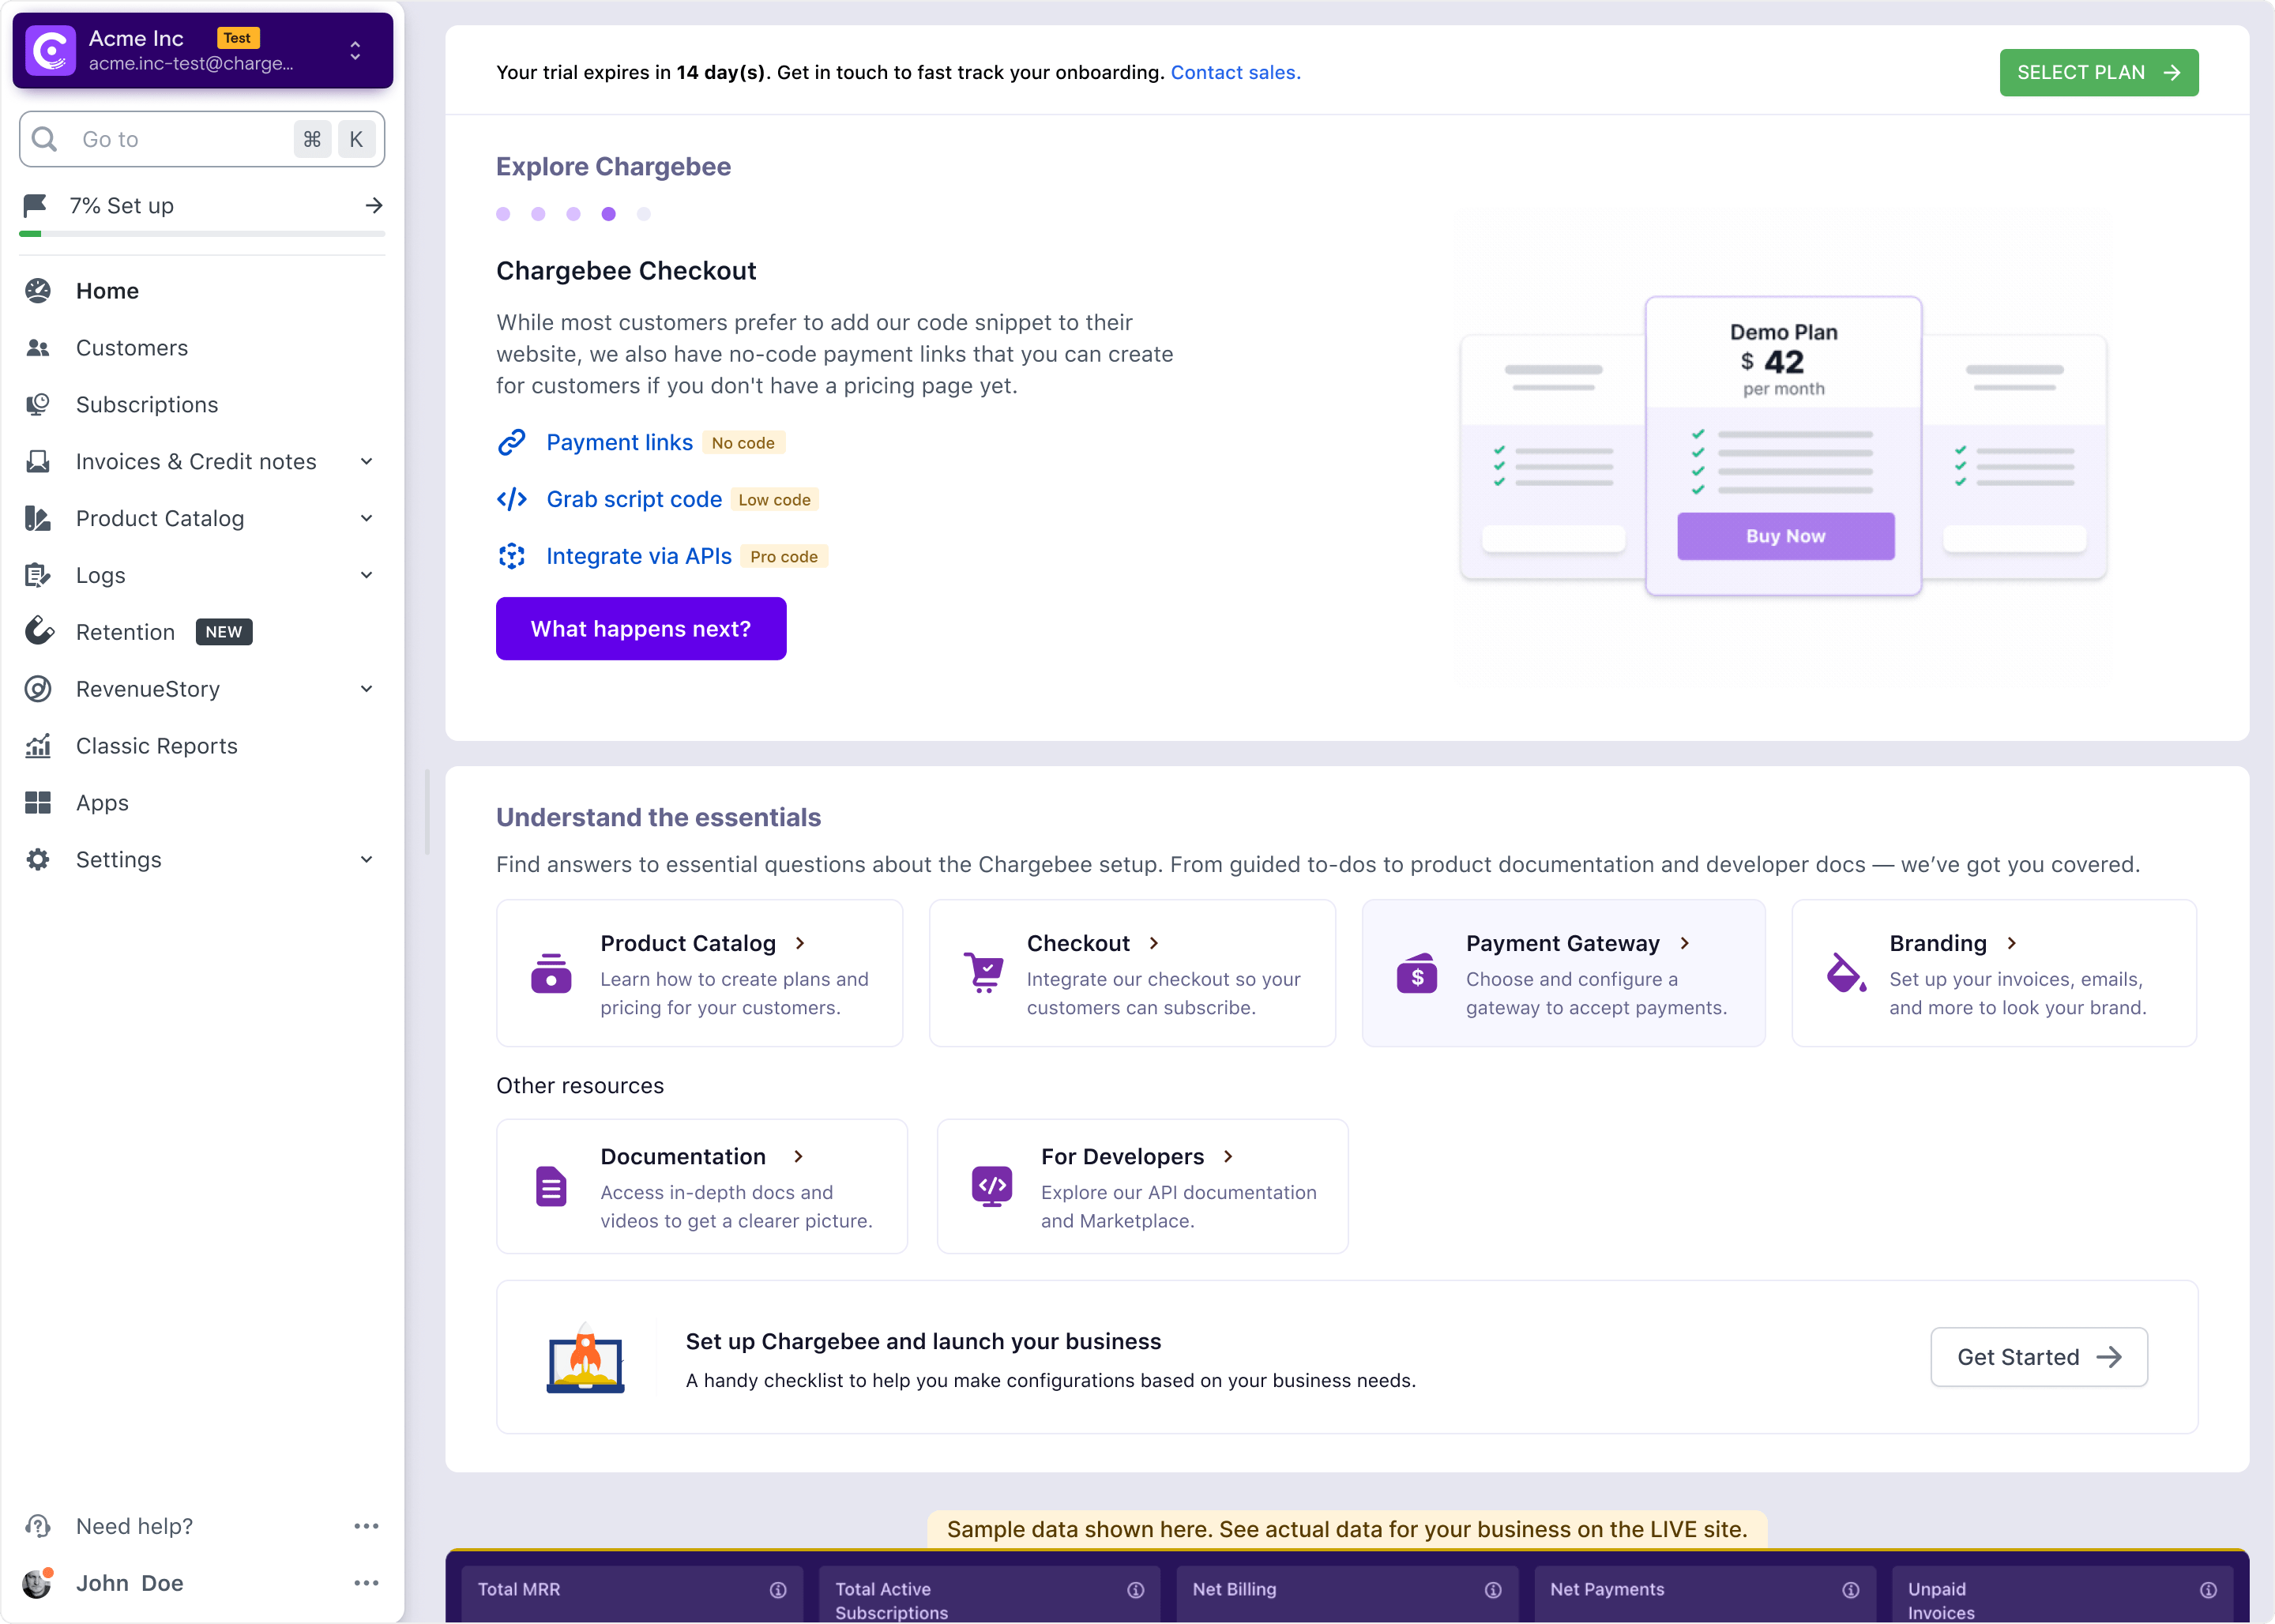 Acme Inc Test
acme.inc-test@charge...
Go to ⌘ K
7% Set up
Home
Customers
Subscriptions
Invoices & Credit notes
Product Catalog
Logs
Retention NEW
RevenueStory
Classic Reports
Apps
Settings
Need help?
John Doe
Your trial expires in 14 day(s). Get in touch to fast track your onboarding. Contact sales.
SELECT PLAN
Explore Chargebee
Chargebee Checkout
While most customers prefer to add our code snippet to their
website, we also have no-code payment links that you can create
for customers if you don't have a pricing page yet.
Payment links No code
Grab script code Low code
Integrate via APIs Pro code
What happens next?
Demo Plan
$ 42
per month
Buy Now
Understand the essentials
Find answers to essential questions about the Chargebee setup. From guided to-dos to product documentation and developer docs — we’ve got you covered.
Product Catalog
Learn how to create plans and
pricing for your customers.
Checkout
Integrate our checkout so your
customers can subscribe.
Payment Gateway
Choose and configure a
gateway to accept payments.
Branding
Set up your invoices, emails,
and more to look your brand.
Other resources
Documentation
Access in-depth docs and
videos to get a clearer picture.
For Developers
Explore our API documentation
and Marketplace.
Set up Chargebee and launch your business
A handy checklist to help you make configurations based on your business needs.
Get Started
Sample data shown here. See actual data for your business on the LIVE site.
Total MRR
Total Active
Subscriptions
Net Billing
Net Payments
Unpaid
Invoices